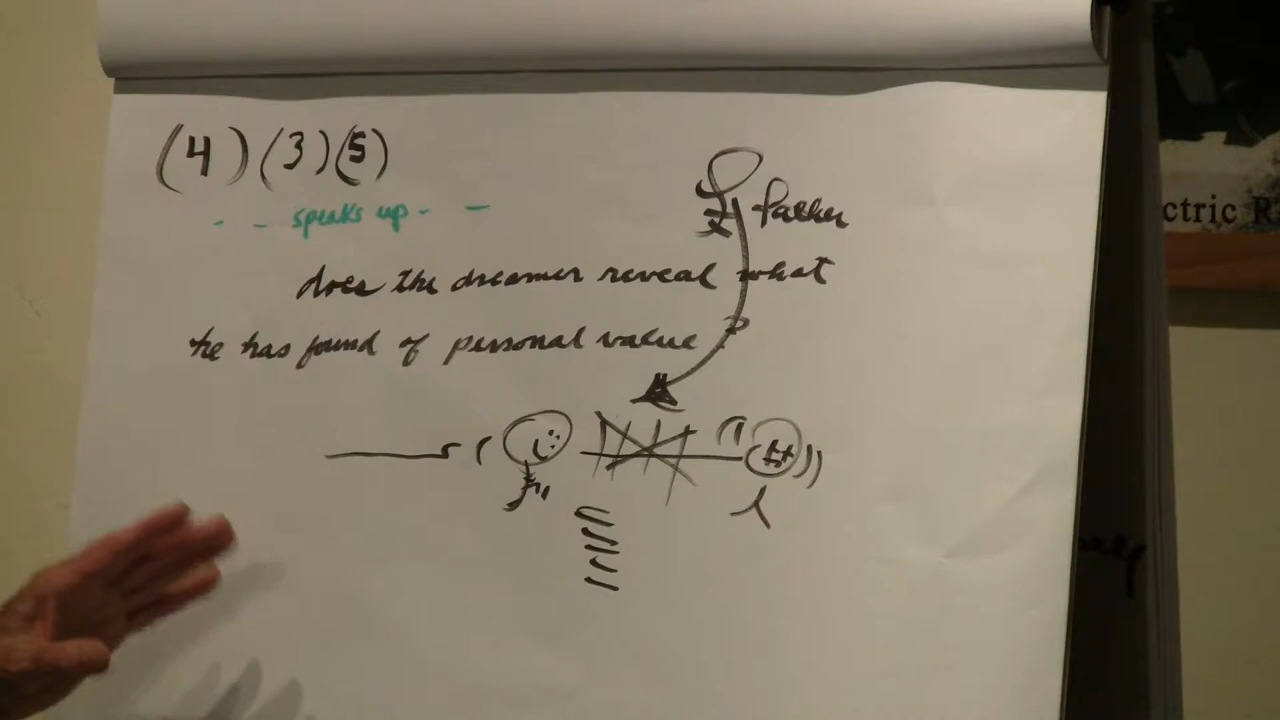 (4) (3) (5)
- - speaks up - -
father
does the dreamer reveal what
he has found of personal value ?
ctric R